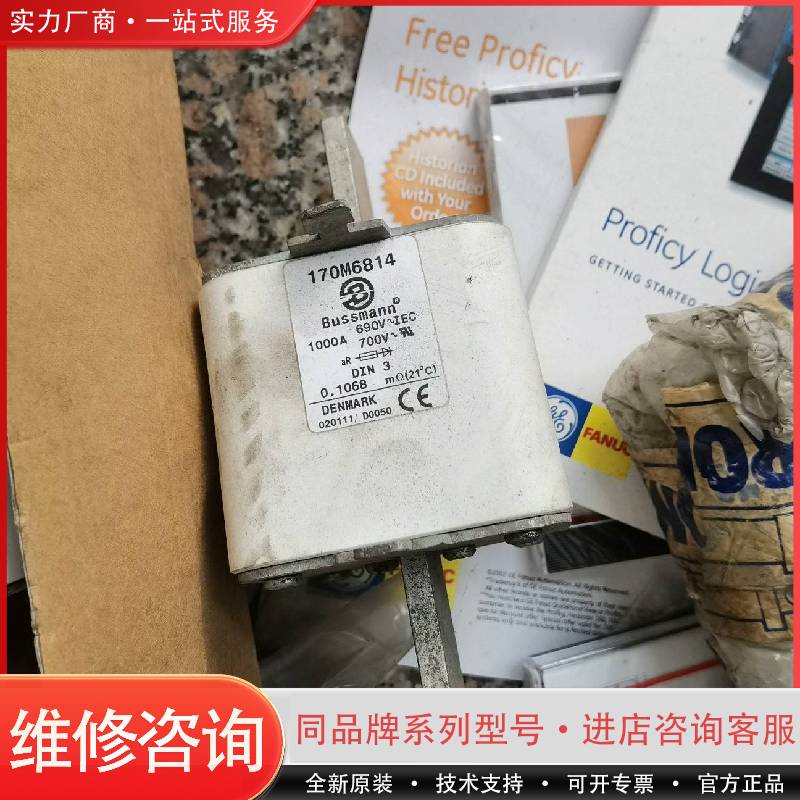 实力厂商·一站式服务
Free Proficy
Histor
Historian
CD Included
with Your
Order
Proficy Logi
GETTING STARTED
170M6814
Bussmann®
690V~IEC
1000A 700V~
aR
DIN 3
0.1068 mΩ(21°C)
DENMARK CE
020111/ D0050
GE
FANUC
维修咨询
同品牌系列型号·进店咨询客服
全新原装 · 技术支持 · 可开专票 · 官方正品